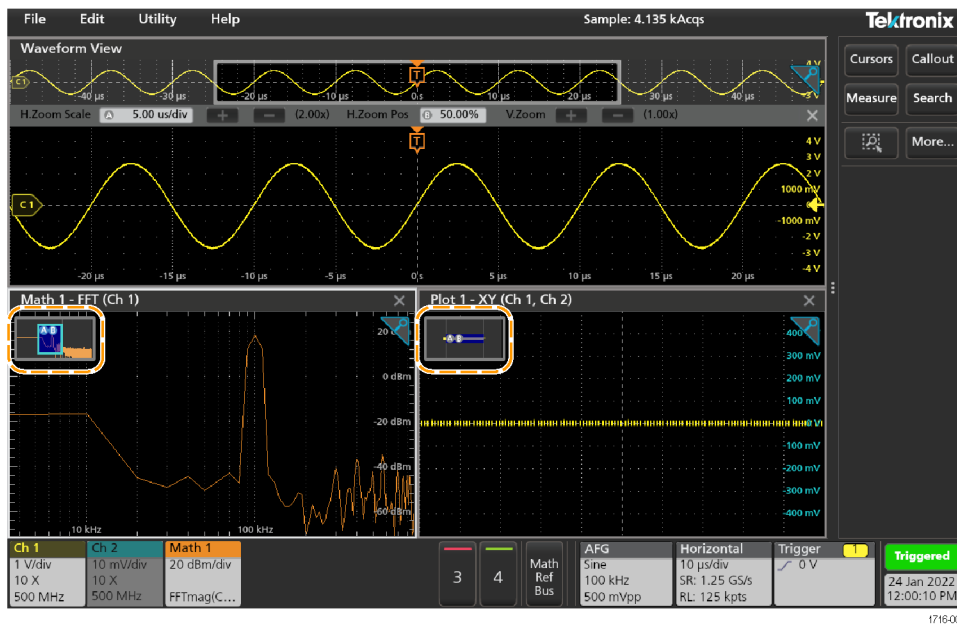 File Edit Utility Help Sample: 4.135 kAcqs Tektronix
Waveform View
C1
T
-40 µs -30 µs -20 µs -10 µs 10 µs 20 µs 30 µs 40 µs
H.Zoom Scale A 5.00 us/div + − (2.00x) H.Zoom Pos B 50.00% V.Zoom + − (1.00x) ×
T
4 V
3 V
2 V
1000 mV
C 1
-1000 mV
-2 V
-3 V
-4 V
-20 µs -15 µs -10 µs -5 µs 0 s 5 µs 10 µs 15 µs 20 µs
Cursors Callout
Measure Search
More...
Math 1 - FFT (Ch 1) ×
A B
0 dBm
-20 dBm
-40 dBm
10 kHz 100 kHz
Plot 1 - XY (Ch 1, Ch 2) ×
A B
300 mV
200 mV
100 mV
-100 mV
-200 mV
-300 mV
-400 mV
Ch 1
1 V/div
10 X
500 MHz
Ch 2
10 mV/div
10 X
500 MHz
Math 1
20 dBm/div
FFTmag(C...
3
4
Math
Ref
Bus
AFG
Sine
100 kHz
500 mVpp
Horizontal
10 µs/div
SR: 1.25 GS/s
RL: 125 kpts
Trigger 1
0 V
Triggered
24 Jan 2022
12:00:10 PM